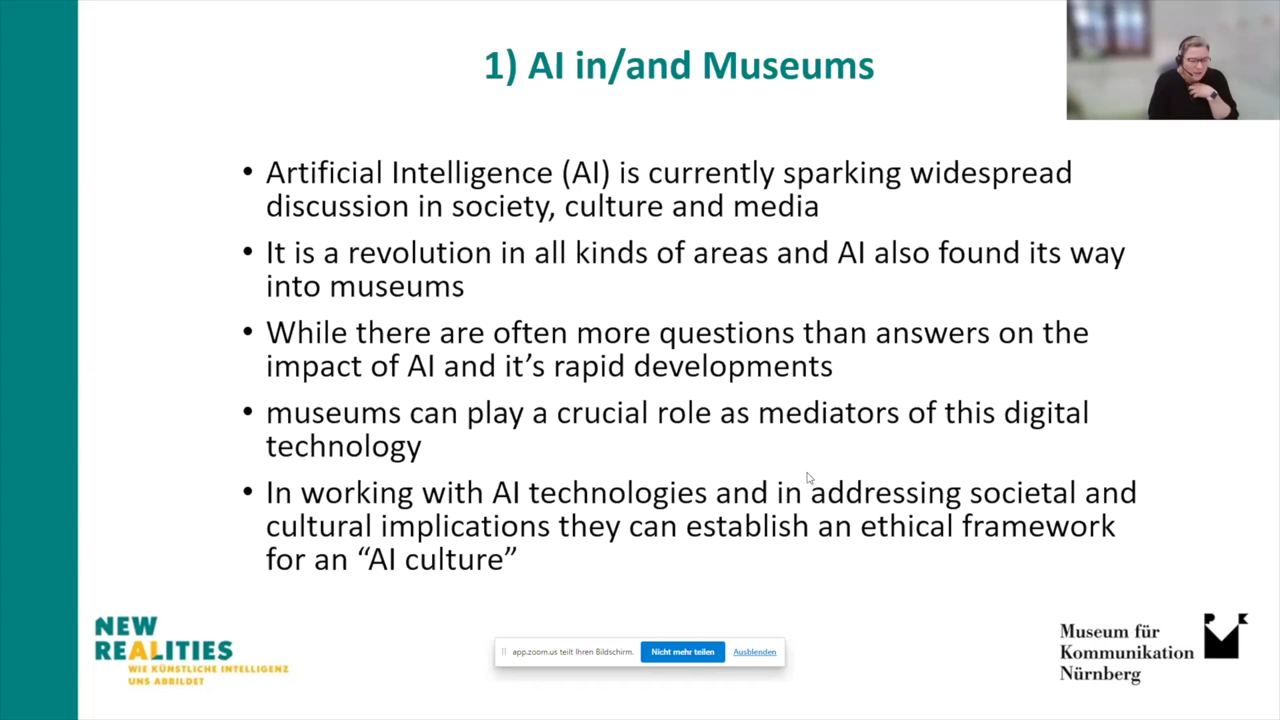 1) AI in/and Museums
• Artificial Intelligence (AI) is currently sparking widespread
discussion in society, culture and media
• It is a revolution in all kinds of areas and AI also found its way
into museums
• While there are often more questions than answers on the
impact of AI and it’s rapid developments
• museums can play a crucial role as mediators of this digital
technology
• In working with AI technologies and in addressing societal and
cultural implications they can establish an ethical framework
for an “AI culture”
NEW
REALITIES
WIE KÜNSTLICHE INTELLIGENZ
UNS ABBILDET
app.zoom.us teilt Ihren Bildschirm. Nicht mehr teilen Ausblenden
Museum für
Kommunikation
Nürnberg